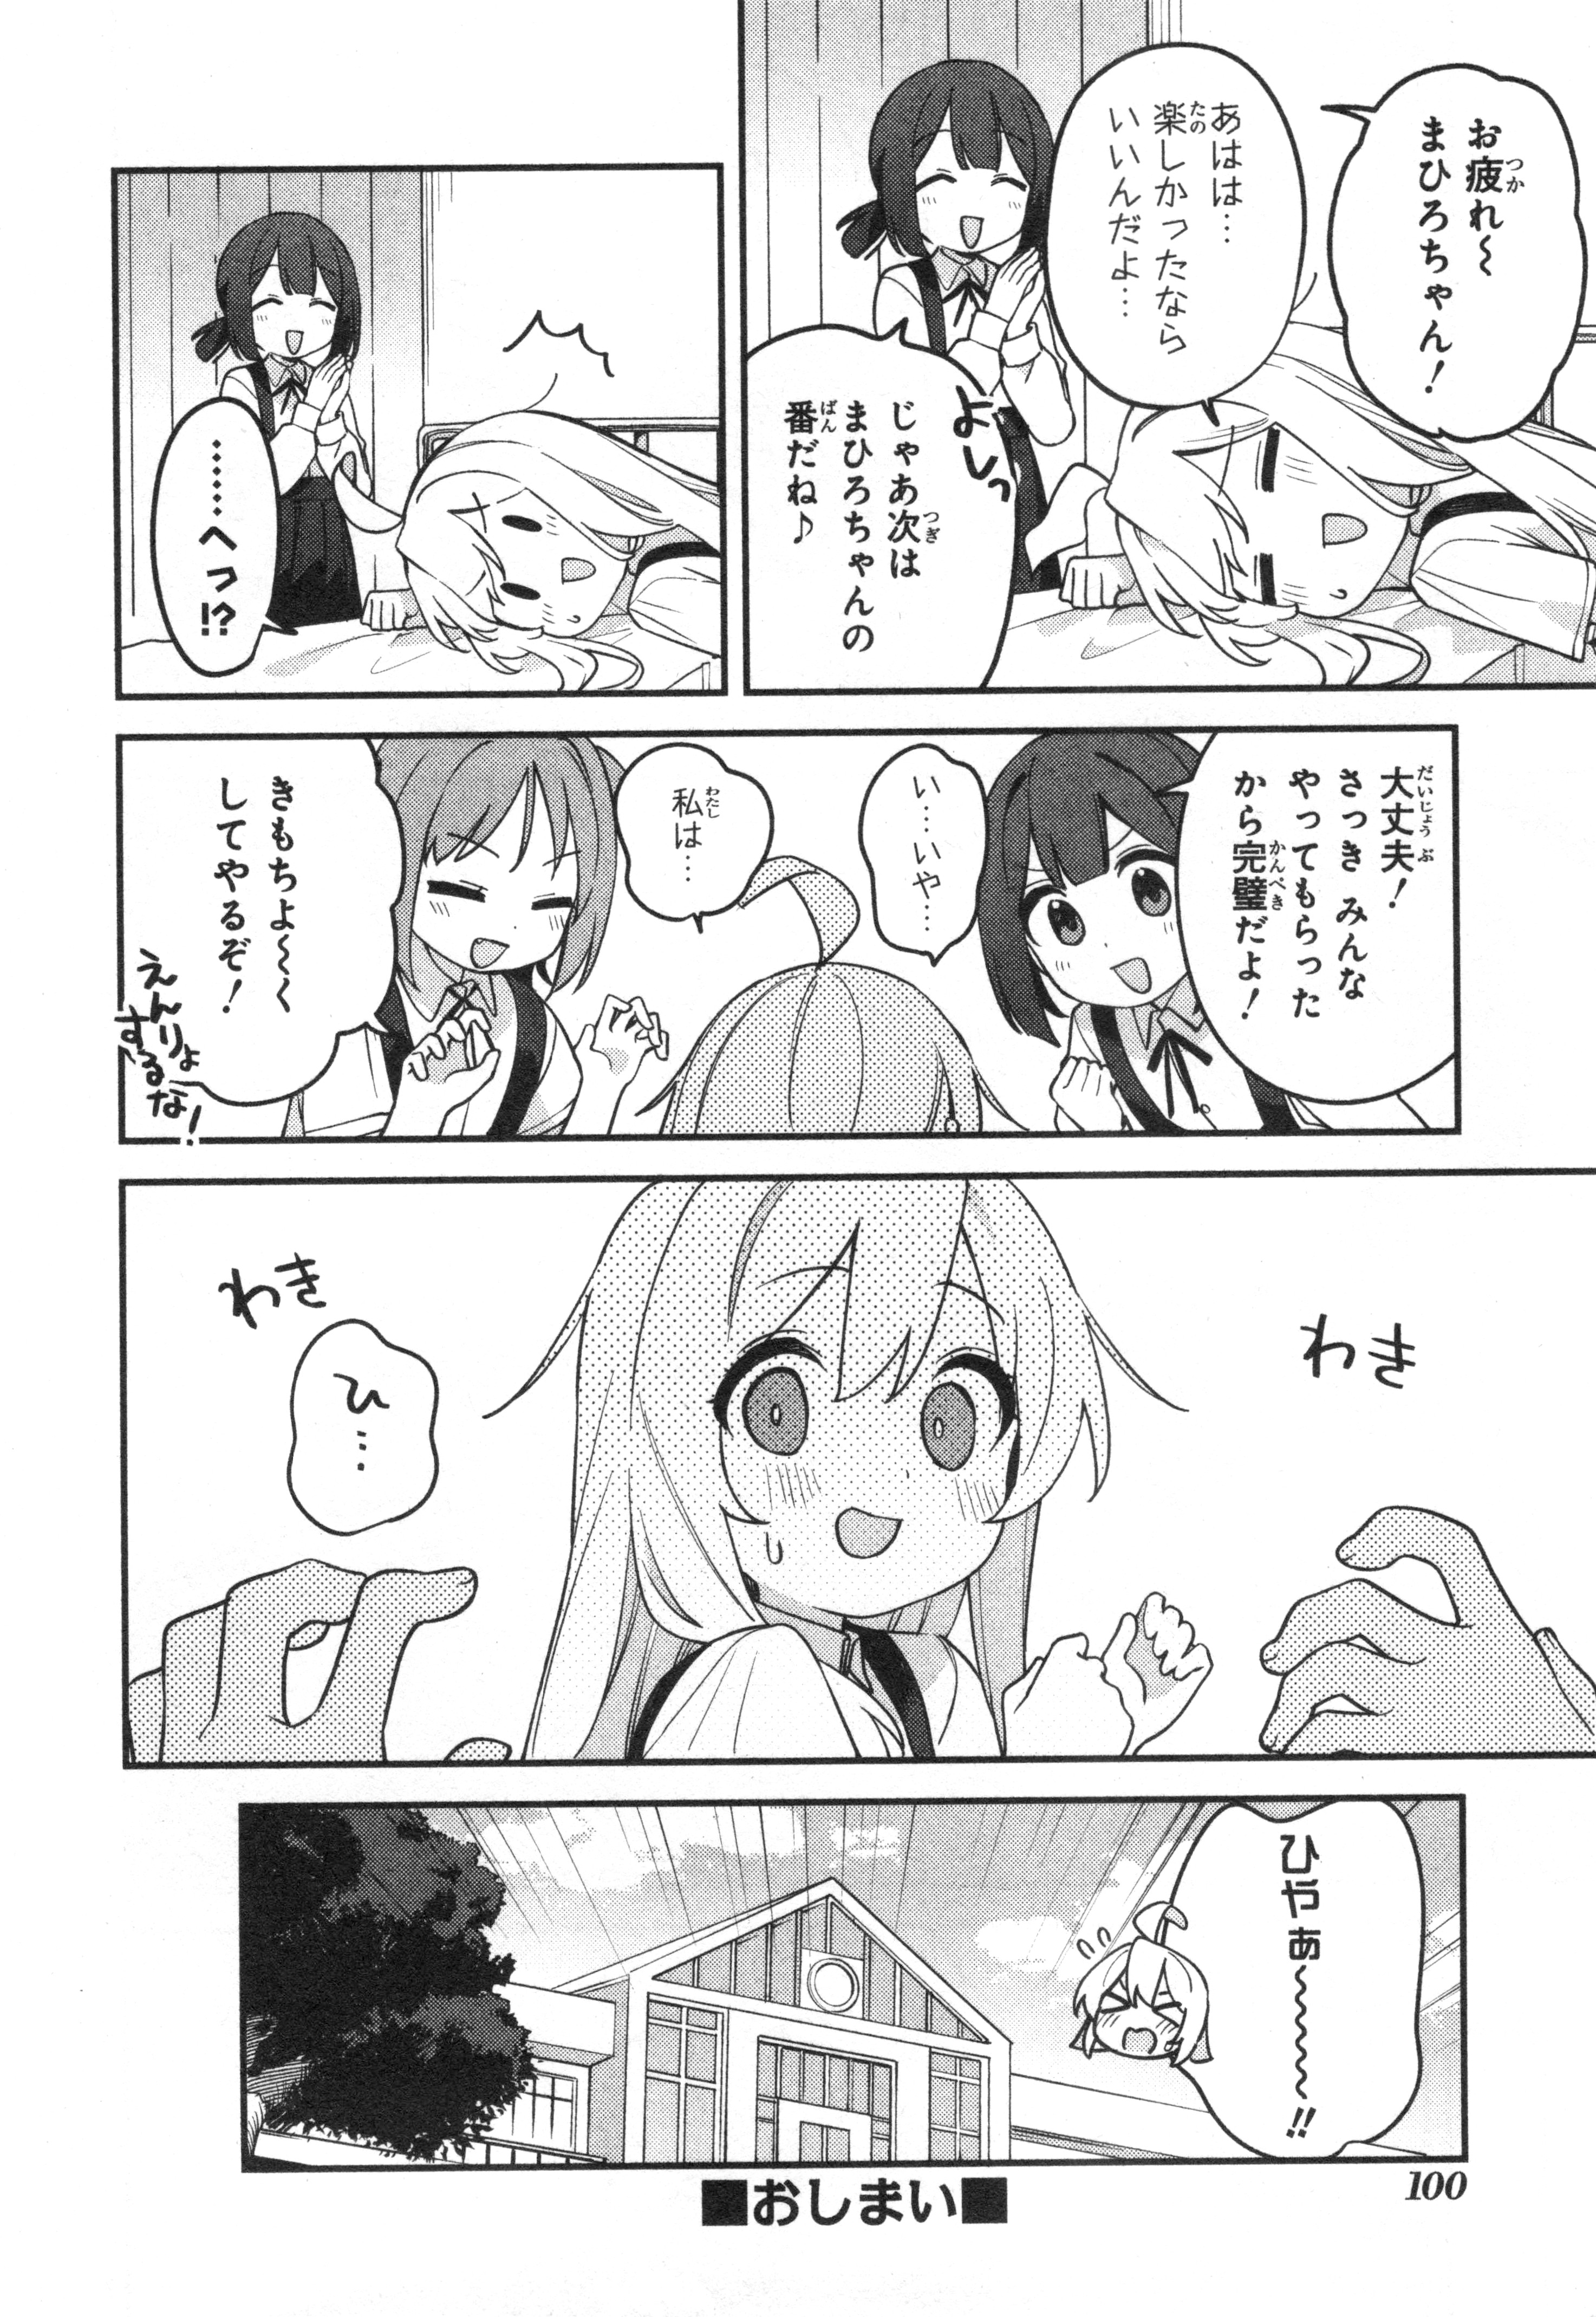 お疲れ〜
まひろちゃん！
あはは…
楽しかったなら
いいんだよ…
よしっ
じゃあ次は
まひろちゃんの
番だね♪
………へっ!?
大丈夫！
さっき みんな
やってもらった
から完璧だよ！
い…いや…
私は…
きもちよ〜く
してやるぞ！
えんりょ
するな！
わき
わき
ひ…
ひやぁ〜〜〜〜!!
■おしまい■
100